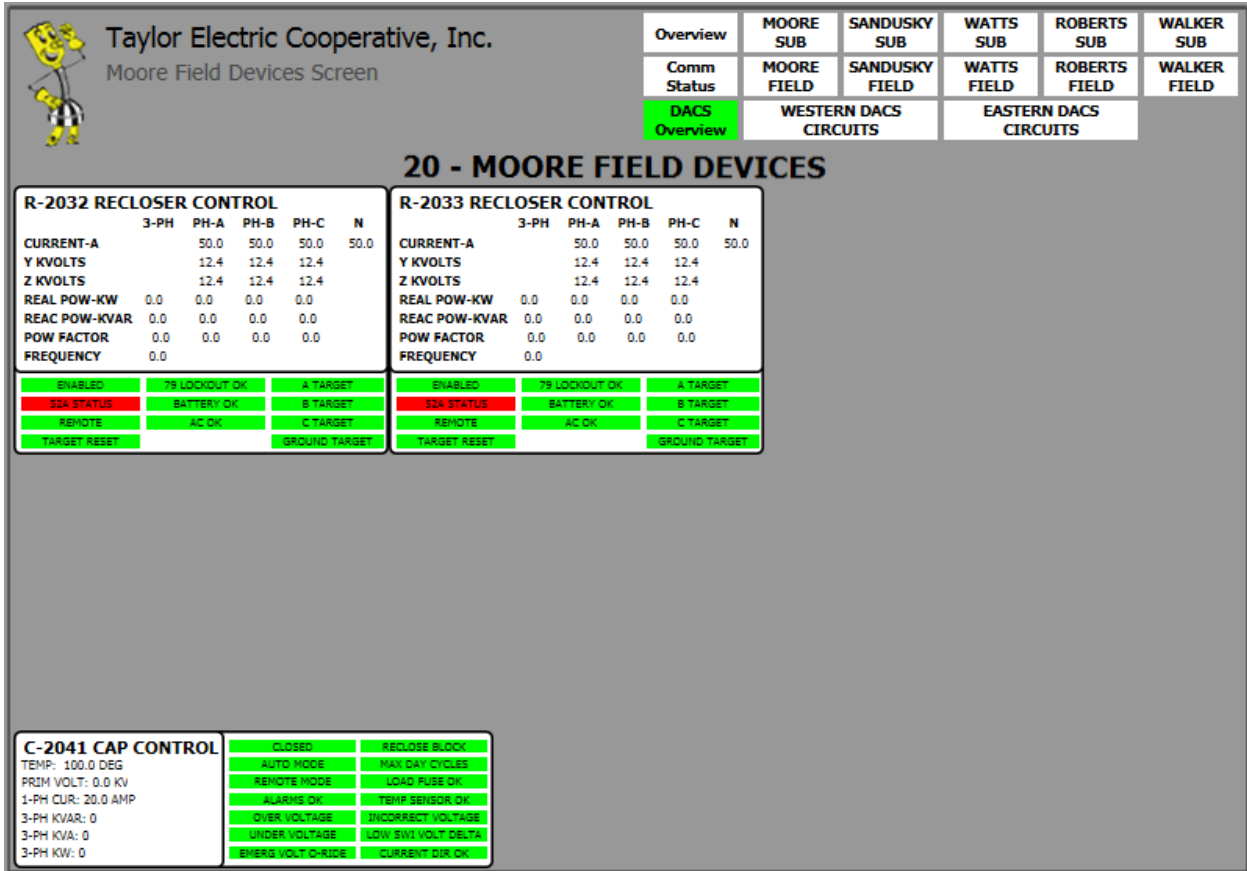 Taylor Electric Cooperative, Inc.
Moore Field Devices Screen
Overview
MOORE SUB
SANDUSKY SUB
WATTS SUB
ROBERTS SUB
WALKER SUB
Comm Status
MOORE FIELD
SANDUSKY FIELD
WATTS FIELD
ROBERTS FIELD
WALKER FIELD
DACS Overview
WESTERN DACS CIRCUITS
EASTERN DACS CIRCUITS
20 - MOORE FIELD DEVICES
R-2032 RECLOSER CONTROL
3-PH PH-A PH-B PH-C N
CURRENT-A 50.0 50.0 50.0 50.0
Y KVOLTS 12.4 12.4 12.4
Z KVOLTS 12.4 12.4 12.4
REAL POW-KW 0.0 0.0 0.0 0.0
REAC POW-KVAR 0.0 0.0 0.0 0.0
POW FACTOR 0.0 0.0 0.0 0.0
FREQUENCY 0.0
ENABLED 79 LOCKOUT OK A TARGET
52A STATUS BATTERY OK B TARGET
REMOTE AC OK C TARGET
TARGET RESET GROUND TARGET
R-2033 RECLOSER CONTROL
3-PH PH-A PH-B PH-C N
CURRENT-A 50.0 50.0 50.0 50.0
Y KVOLTS 12.4 12.4 12.4
Z KVOLTS 12.4 12.4 12.4
REAL POW-KW 0.0 0.0 0.0 0.0
REAC POW-KVAR 0.0 0.0 0.0 0.0
POW FACTOR 0.0 0.0 0.0 0.0
FREQUENCY 0.0
ENABLED 79 LOCKOUT OK A TARGET
52A STATUS BATTERY OK B TARGET
REMOTE AC OK C TARGET
TARGET RESET GROUND TARGET
C-2041 CAP CONTROL
TEMP: 100.0 DEG
PRIM VOLT: 0.0 KV
1-PH CUR: 20.0 AMP
3-PH KVAR: 0
3-PH KVA: 0
3-PH KW: 0
CLOSED RECLOSE BLOCK
AUTO MODE MAX DAY CYCLES
REMOTE MODE LOAD FUSE OK
ALARMS OK TEMP SENSOR OK
OVER VOLTAGE INCORRECT VOLTAGE
UNDER VOLTAGE LOW SWI VOLT DELTA
EMERG VOLT O-RIDE CURRENT DIR OK